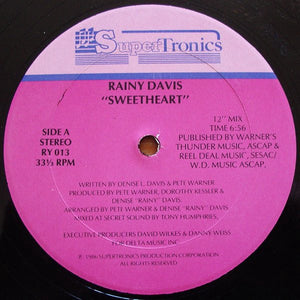 SuperTronics
RAINY DAVIS
"SWEETHEART"
SIDE A
STEREO
RY 013
33⅓ RPM
12" MIX
TIME 6:56
PUBLISHED BY WARNER'S
THUNDER MUSIC, ASCAP &
REEL DEAL MUSIC, SESAC/
W.D. MUSIC ASCAP.
WRITTEN BY DENISE L. DAVIS & PETE WARNER
PRODUCED BY PETE WARNER, DOROTHY KESSLER &
DENISE "RAINY" DAVIS.
ARRANGED BY PETE WARNER & DENISE "RAINY" DAVIS
MIXED AT SECRET SOUND BY TONY HUMPHRIES.
EXECUTIVE PRODUCERS DAVID WILKES & DANNY WEISS
FOR DELTA MUSIC INC
℗ 1986 SUPERTRONICS PRODUCTION CORPORATION
ALL RIGHTS RESERVED